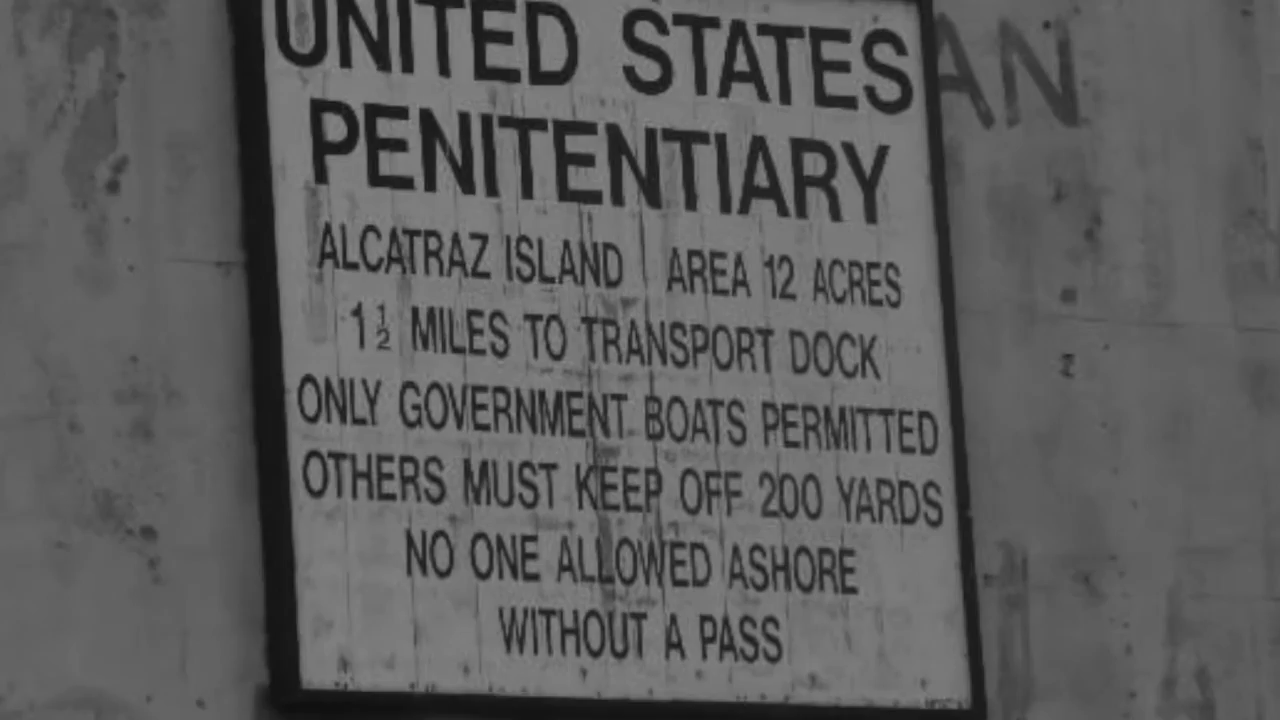 UNITED STATES
PENITENTIARY
ALCATRAZ ISLAND AREA 12 ACRES
1½ MILES TO TRANSPORT DOCK
ONLY GOVERNMENT BOATS PERMITTED
OTHERS MUST KEEP OFF 200 YARDS
NO ONE ALLOWED ASHORE
WITHOUT A PASS
AN